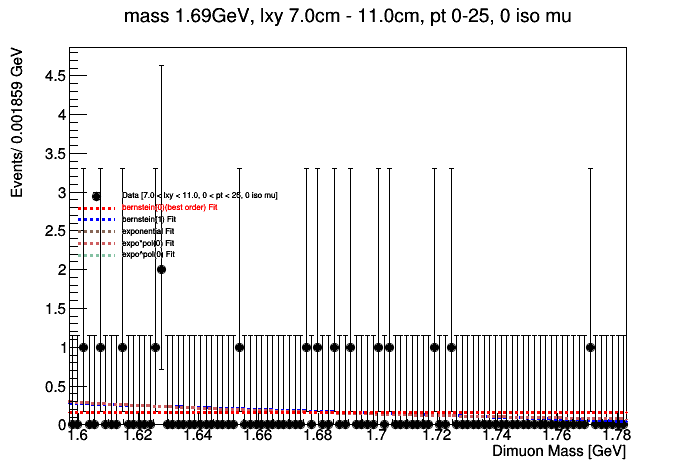 mass 1.69GeV, lxy 7.0cm - 11.0cm, pt 0-25, 0 iso mu
Events/ 0.001859 GeV
4.5
4
3.5
3
2.5
2
1.5
1
0.5
0
Data [7.0 < lxy < 11.0, 0 < pt < 25, 0 iso mu]
bernstein[0](best order) Fit
bernstein[1] Fit
exponential Fit
expo*pol(0) Fit
expo^pol(0) Fit
1.6 1.62 1.64 1.66 1.68 1.7 1.72 1.74 1.76 1.78
Dimuon Mass [GeV]